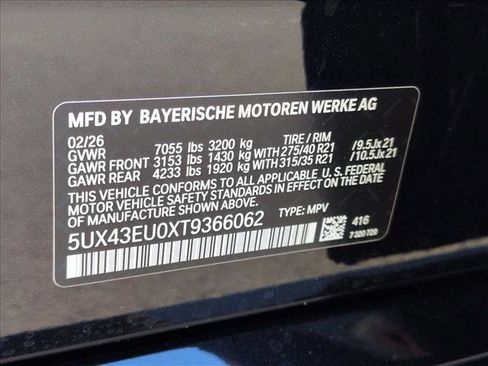 MFD BY BAYERISCHE MOTOREN WERKE AG
02/26
GVWR 7055 lbs 3200 kg TIRE / RIM
GAWR FRONT 3153 lbs 1430 kg WITH 275/40 R21 /9.5Jx21
GAWR REAR 4233 lbs 1920 kg WITH 315/35 R21 /10.5Jx21
THIS VEHICLE CONFORMS TO ALL APPLICABLE U.S. FEDERAL
MOTOR VEHICLE SAFETY STANDARDS IN EFFECT ON THE
DATE OF MANUFACTURE SHOWN ABOVE.
5UX43EU0XT9366062 TYPE: MPV
416
7 320 728